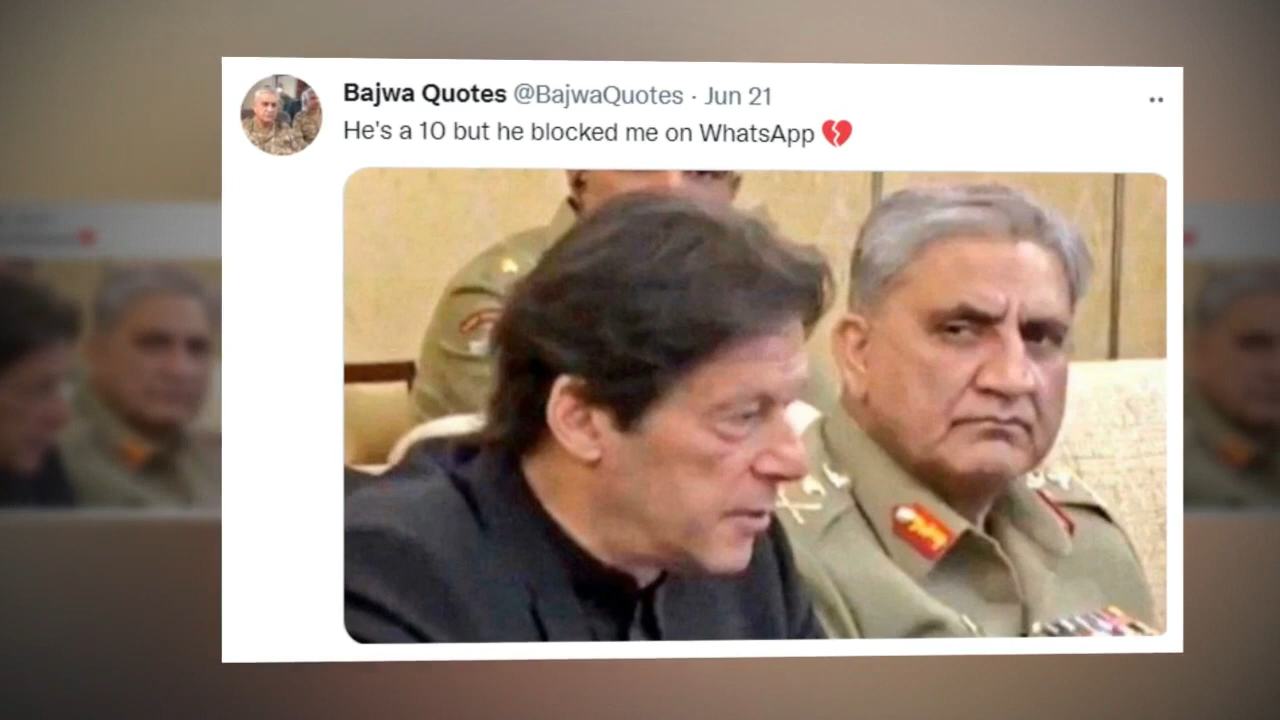 Bajwa Quotes @BajwaQuotes · Jun 21
He's a 10 but he blocked me on WhatsApp 💔